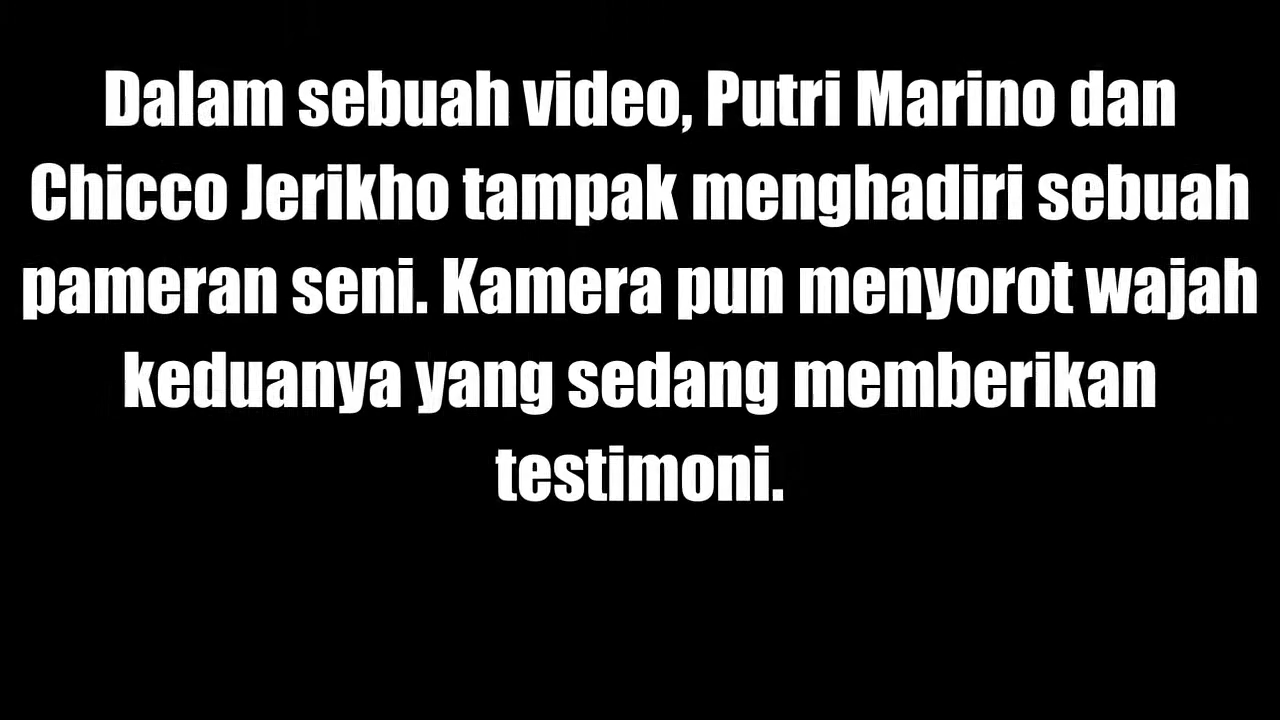 Dalam sebuah video, Putri Marino dan
Chicco Jerikho tampak menghadiri sebuah
pameran seni. Kamera pun menyorot wajah
keduanya yang sedang memberikan
testimoni.